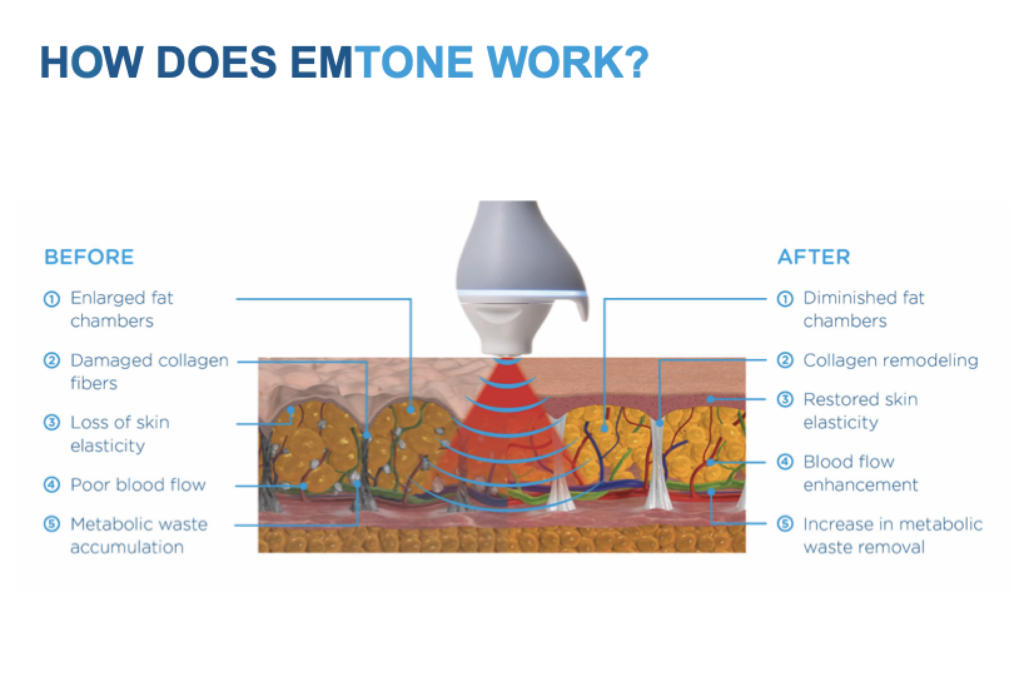 HOW DOES EMTONE WORK?
BEFORE
① Enlarged fat
chambers
② Damaged collagen
fibers
③ Loss of skin
elasticity
④ Poor blood flow
⑤ Metabolic waste
accumulation
AFTER
① Diminished fat
chambers
② Collagen remodeling
③ Restored skin
elasticity
④ Blood flow
enhancement
⑤ Increase in metabolic
waste removal